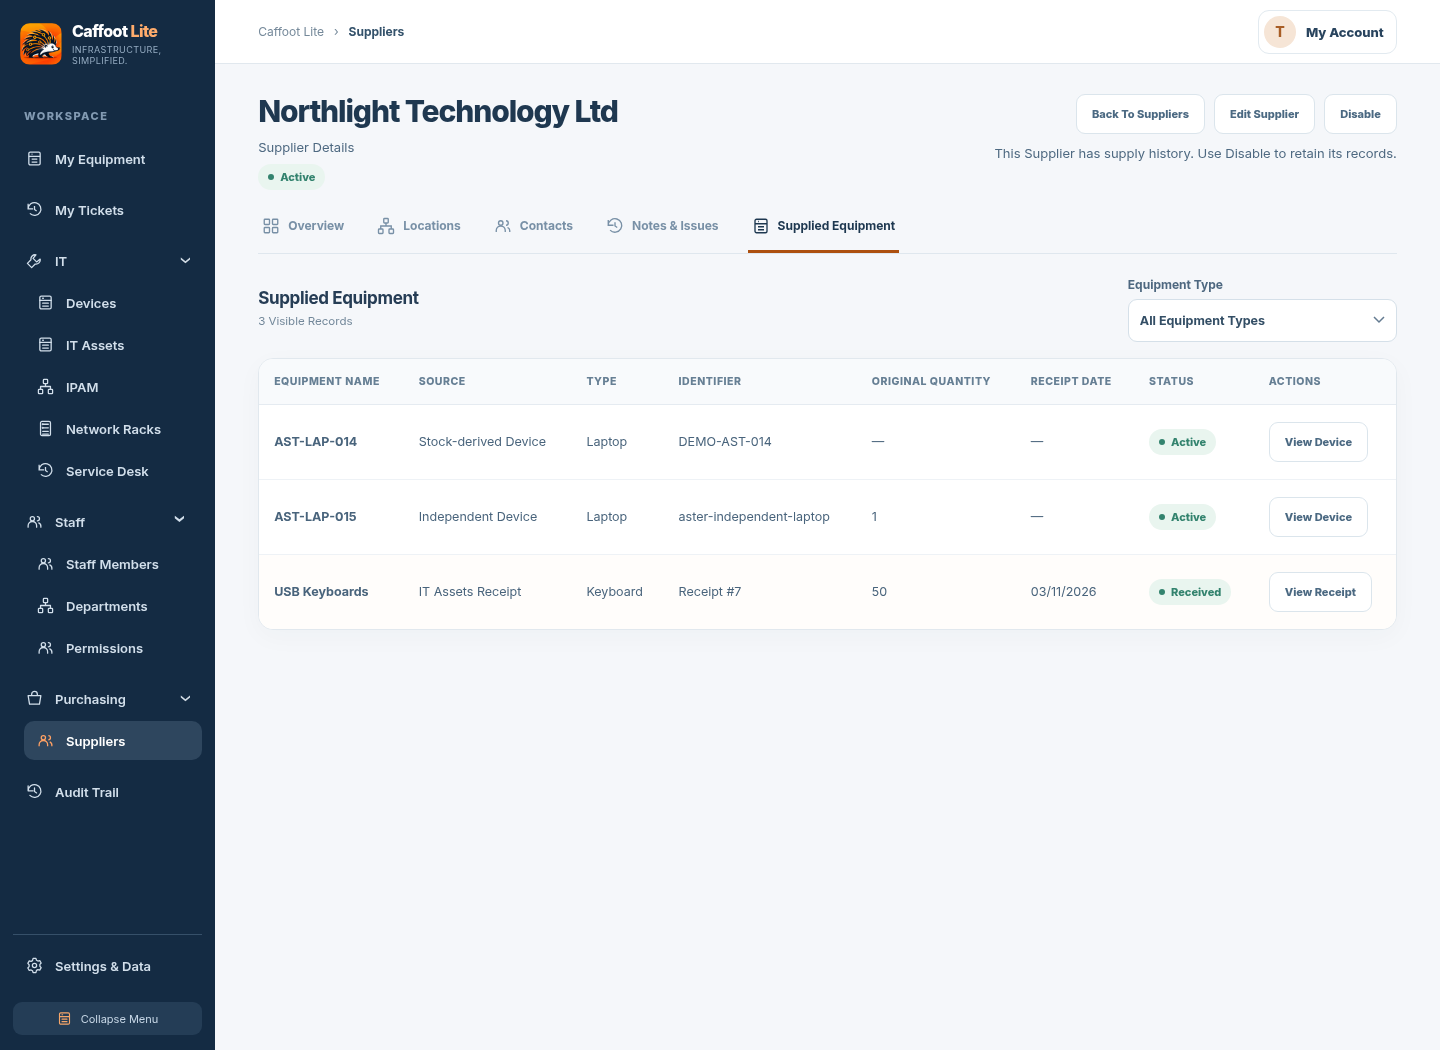 Caffoot Lite
INFRASTRUCTURE,
SIMPLIFIED.
WORKSPACE
My Equipment
My Tickets
IT
Devices
IT Assets
IPAM
Network Racks
Service Desk
Staff
Staff Members
Departments
Permissions
Purchasing
Suppliers
Audit Trail
Settings & Data
Collapse Menu
Caffoot Lite › Suppliers
T My Account
Northlight Technology Ltd
Supplier Details
Active
Back To Suppliers Edit Supplier Disable
This Supplier has supply history. Use Disable to retain its records.
Overview Locations Contacts Notes & Issues Supplied Equipment
Supplied Equipment
3 Visible Records
Equipment Type
All Equipment Types
EQUIPMENT NAME SOURCE TYPE IDENTIFIER ORIGINAL QUANTITY RECEIPT DATE STATUS ACTIONS
AST-LAP-014 Stock-derived Device Laptop DEMO-AST-014 — — Active View Device
AST-LAP-015 Independent Device Laptop aster-independent-laptop 1 — Active View Device
USB Keyboards IT Assets Receipt Keyboard Receipt #7 50 03/11/2026 Received View Receipt